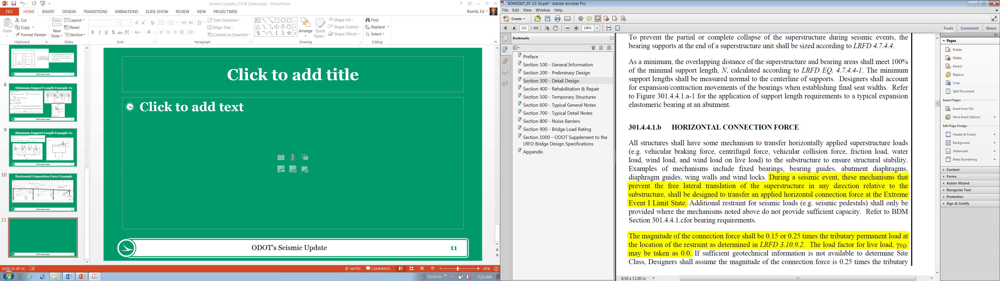 Seismic Update_2 ETB Slides.pptx - PowerPoint
FILE HOME INSERT DESIGN TRANSITIONS ANIMATIONS SLIDE SHOW REVIEW VIEW PROJECTWISE
Baznik, Ed
Paste
Cut
Copy
Format Painter
Clipboard
New
Slide
Layout
Reset
Section
Slides
Font
Text Direction
Align Text
Convert to SmartArt
Paragraph
Arrange
Quick
Styles
Shape Fill
Shape Outline
Shape Effects
Drawing
Find
Replace
Select
Editing
ODOT's Seismic Update
8
Minimum Support Length Example #2
ODOT's Seismic Update
9
Minimum Support Length Example #2
ODOT's Seismic Update
10
Horizontal Connection Force Example
ODOT's Seismic Update
11
ODOT's Seismic Update
Click to add title
Click to add text
ODOT's Seismic Update
11
SLIDE 11 OF 11
NOTES COMMENTS
91%
Desktop
7:25 AM
BDM2007_07-15-16.pdf - Adobe Acrobat Pro
File Edit View Window Help
Create
112 / 418
150%
Tools Comment Share
Bookmarks
Preface
Section 100 - General Information
Section 200 - Preliminary Design
Section 300 - Detail Design
Section 400 - Rehabilitation & Repair
Section 500 - Temporary Structures
Section 600 - Typical General Notes
Section 700 - Typical Detail Notes
Section 800 - Noise Barriers
Section 900 - Bridge Load Rating
Section 1000 - ODOT Supplement to the
LRFD Bridge Design Specifications
Appendix
To prevent the partial or complete collapse of the superstructure during seismic events, the
bearing supports at the end of a superstructure unit shall be sized according to LRFD 4.7.4.4.
As a minimum, the overlapping distance of the superstructure and bearing areas shall meet 100%
of the minimal support length, N, calculated according to LRFD EQ. 4.7.4.4-1. The minimum
support lengths shall be measured normal to the centerline of supports. Designers shall account
for expansion/contraction movements of the bearings when establishing final seat widths. Refer
to Figure 301.4.4.1.a-1 for the application of support length requirements to a typical expansion
elastomeric bearing at an abutment.
301.4.4.1.b HORIZONTAL CONNECTION FORCE
All structures shall have some mechanism to transfer horizontally applied superstructure loads
(e.g. vehicular braking force, centrifugal force, vehicular collision force, friction load, water
load, wind load, and wind load on live load) to the substructure to ensure structural stability.
Examples of mechanisms include fixed bearings, bearing guides, abutment diaphragms,
diaphragm guides, wing walls and wind locks. During a seismic event, these mechanisms that
prevent the free lateral translation of the superstructure in any direction relative to the
substructure, shall be designed to transfer an applied horizontal connection force at the Extreme
Event I Limit State. Additional restraint for seismic loads (e.g. seismic pedestals) shall only be
provided where the mechanisms noted above do not provide sufficient capacity. Refer to BDM
Section 301.4.4.1.cfor bearing requirements.
The magnitude of the connection force shall be 0.15 or 0.25 times the tributary permanent load at
the location of the restraint as determined in LRFD 3.10.9.2. The load factor for live load, γEQ,
may be taken as 0.0. If sufficient geotechnical information is not available to determine Site
Class, Designers shall assume the magnitude of the connection force is 0.25 times the tributary
8.50 x 11.00 in
Pages
Rotate
Delete
Extract
Replace
Crop
Split Document
Insert Pages
Insert from File
More Insert Options
Edit Page Design
Header & Footer
Background
Watermark
Bates Numbering
Content
Forms
Action Wizard
Recognize Text
Protection
Sign & Certify